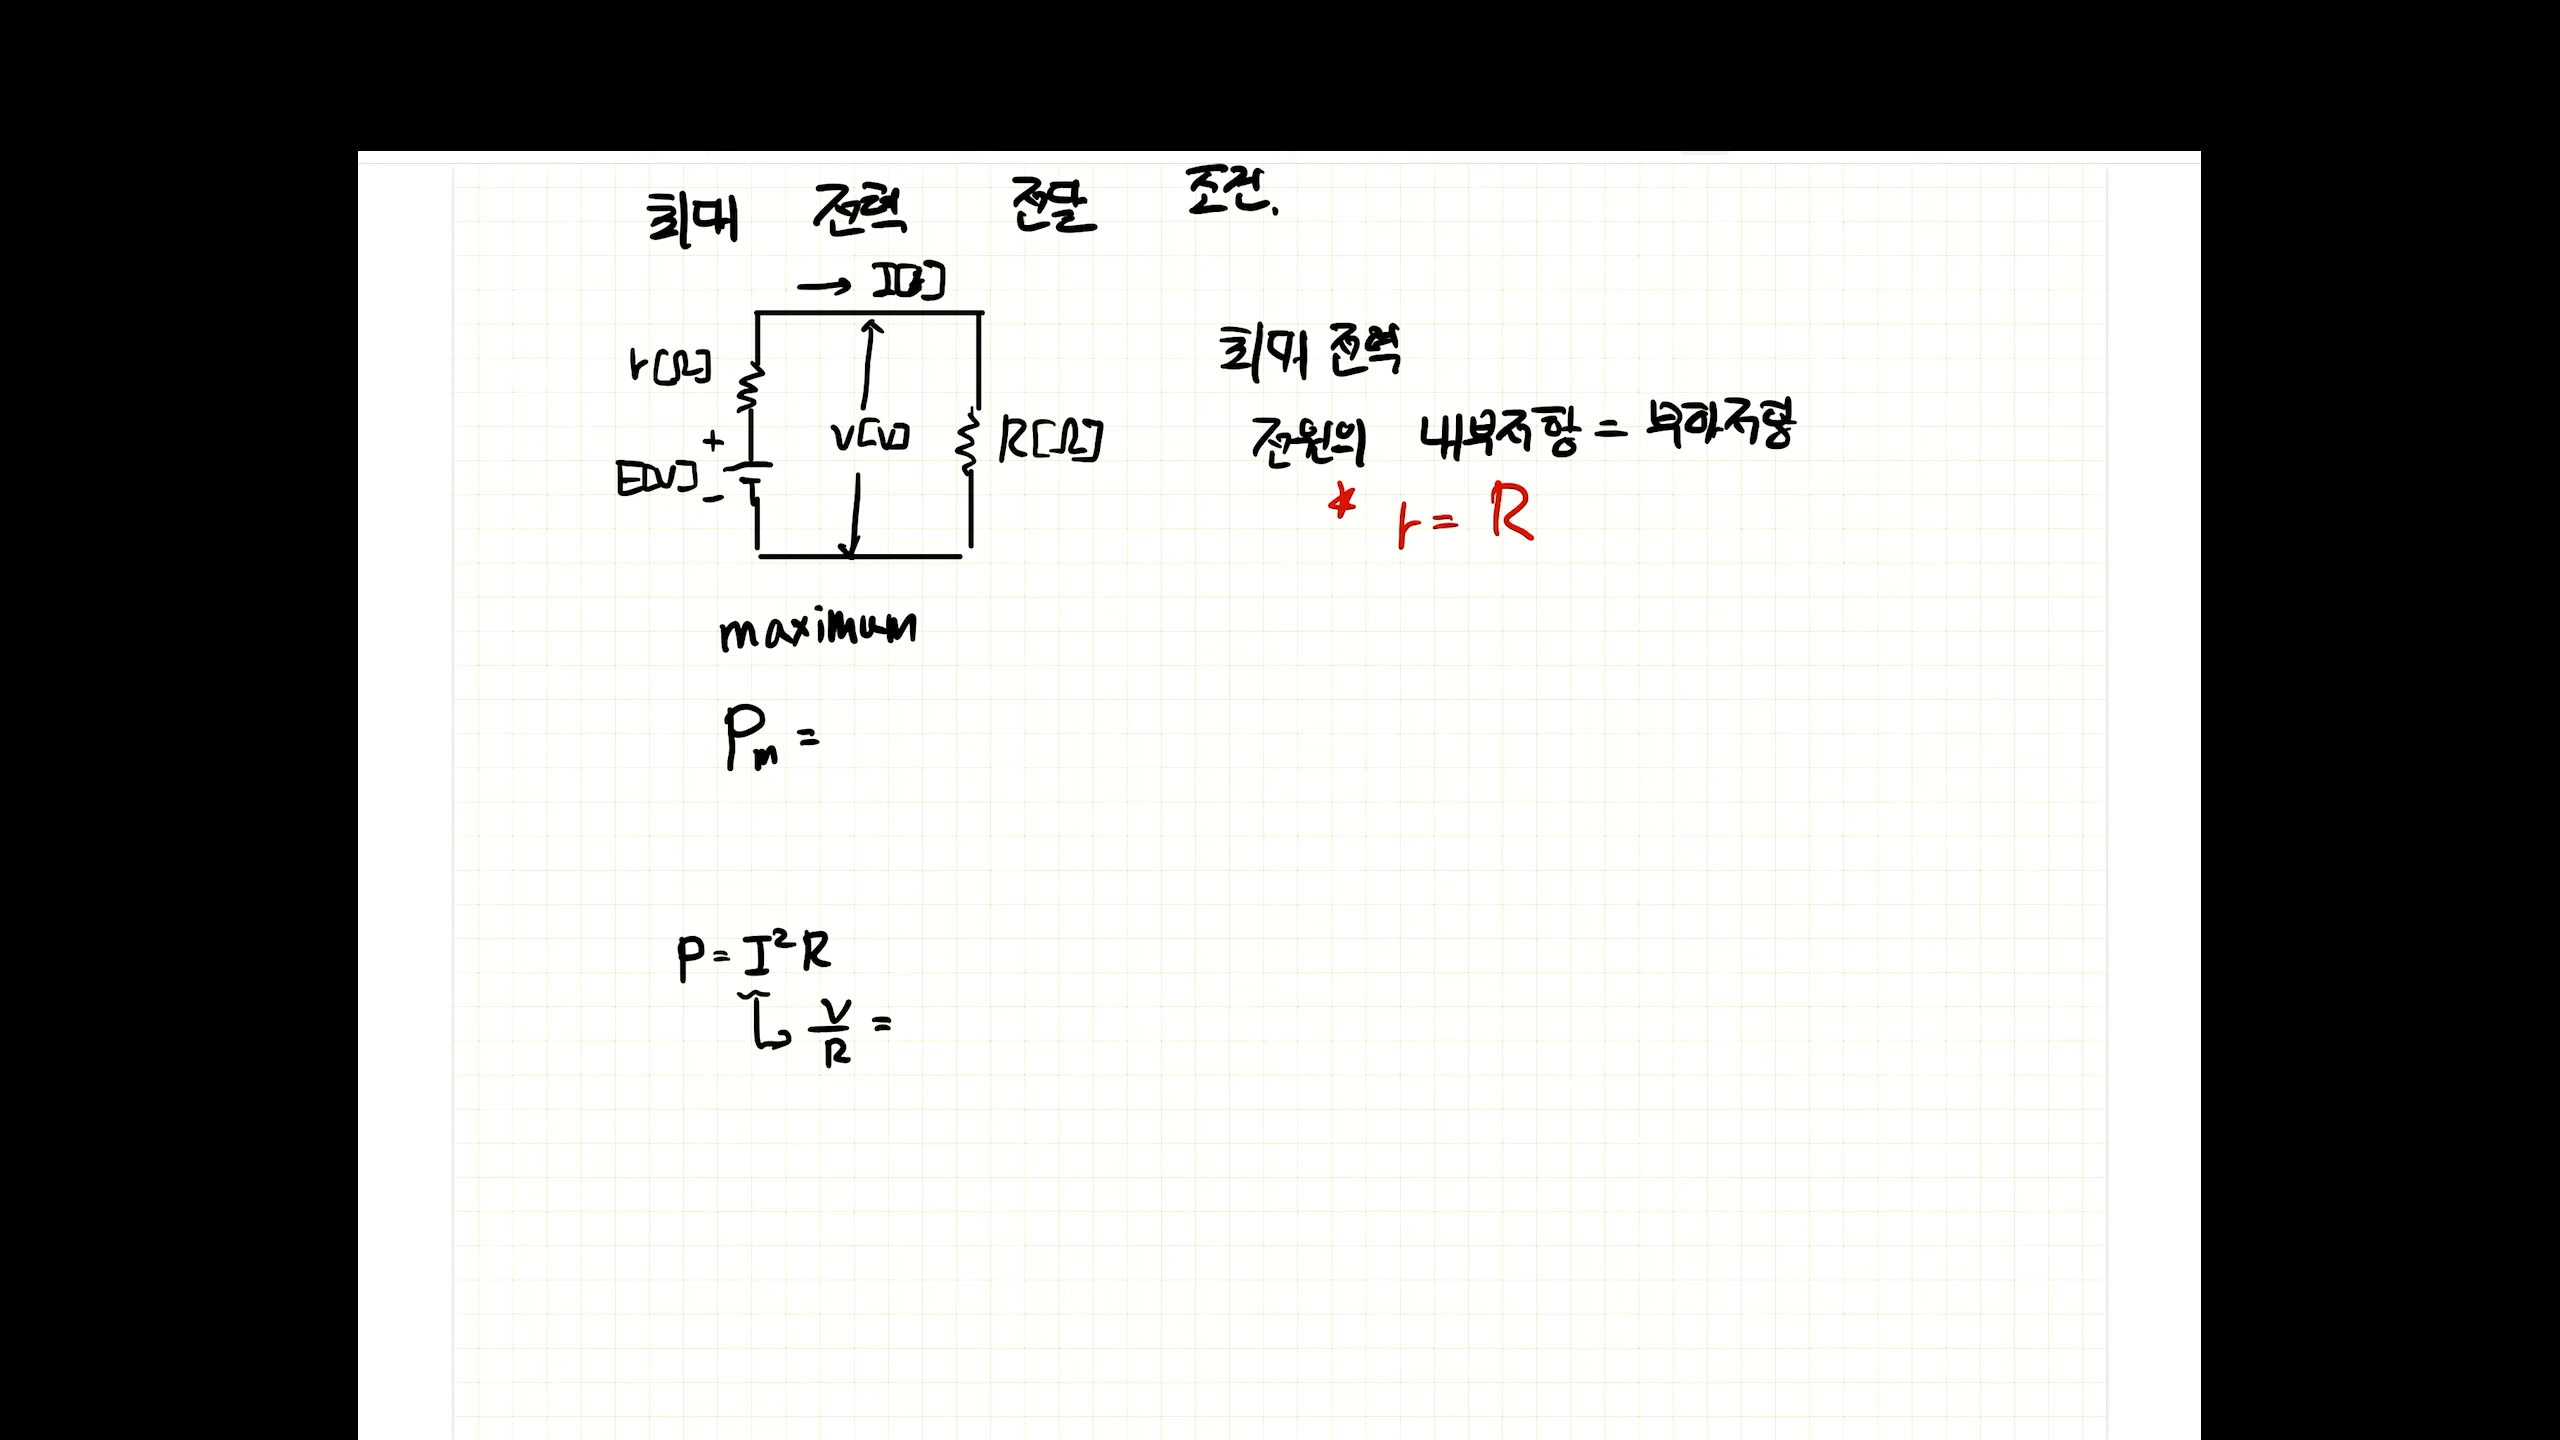 최대 전력 전달 조건.
→ I[A]
r[Ω]
+
E[V]
-
V[V]
R[Ω]
최대 전력
전원의 내부저항 = 부하저항
* r = R
maximum
Pm =
P = I²R
V/R =